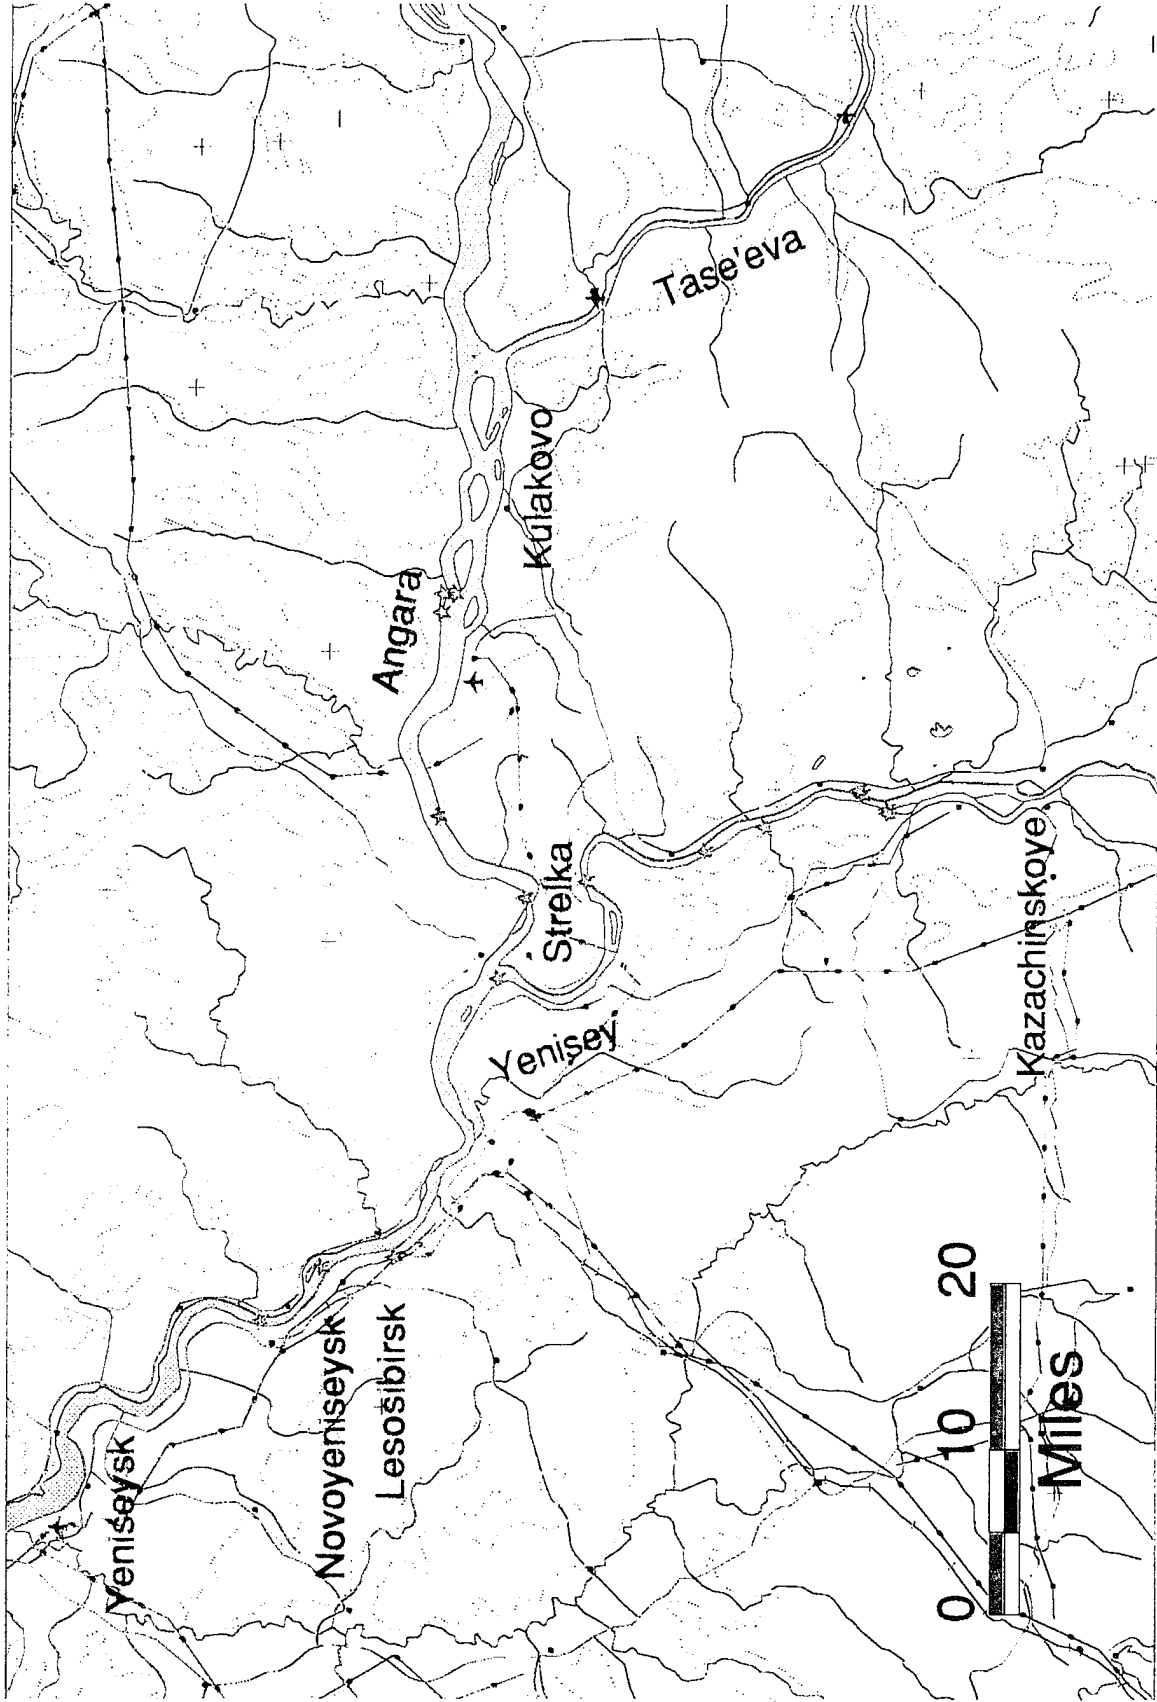 Yeniseysk
Novoyeniseysk
Lesosibirsk
Angara
Yenisey
Strelka
Kulakovo
Tase'eva
Kazachinskoye
0 10 20
Miles